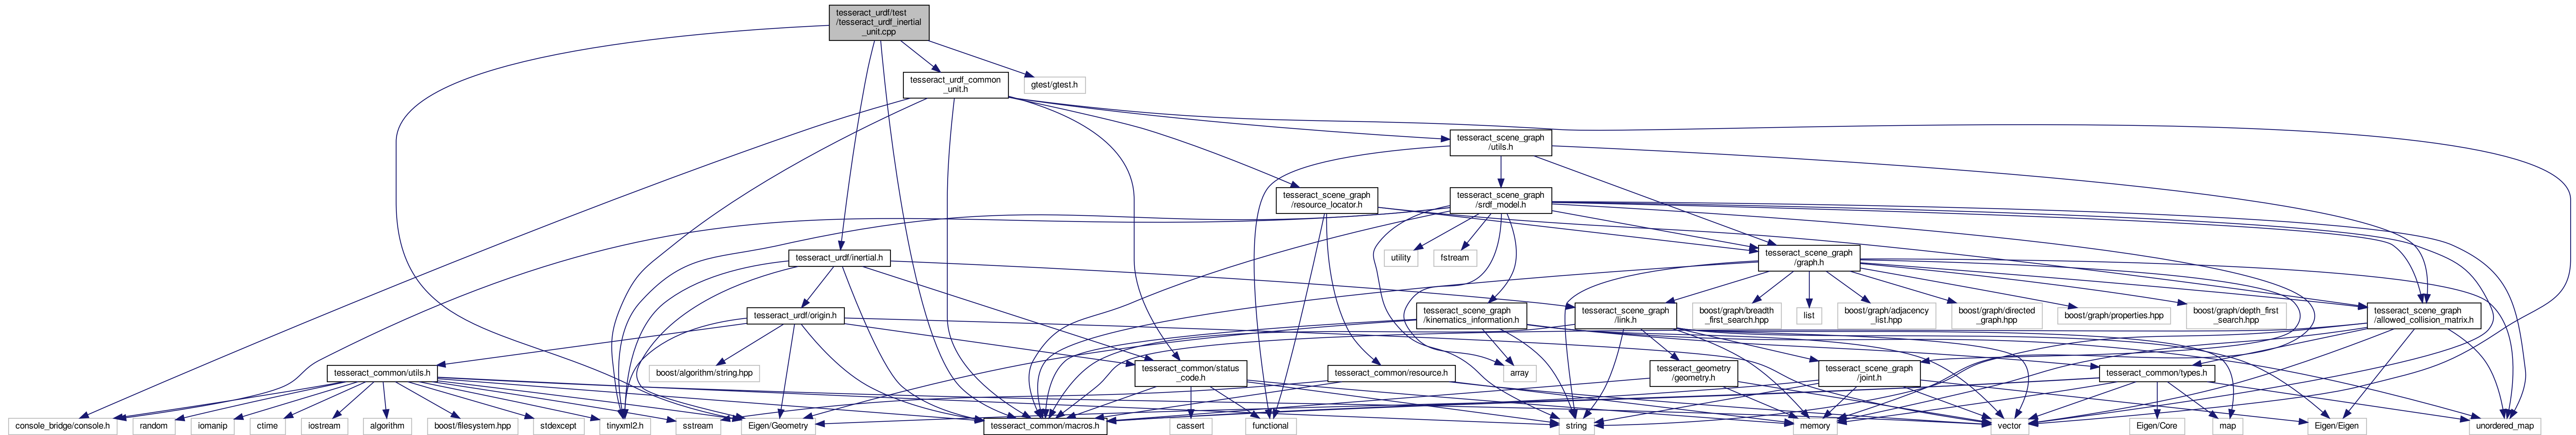 tesseract_urdf/test
/tesseract_urdf_inertial
_unit.cpp
tesseract_urdf_common
_unit.h
gtest/gtest.h
tesseract_scene_graph
/utils.h
tesseract_scene_graph
/resource_locator.h
tesseract_scene_graph
/srdf_model.h
tesseract_urdf/inertial.h
utility
fstream
tesseract_scene_graph
/graph.h
tesseract_urdf/origin.h
tesseract_scene_graph
/kinematics_information.h
tesseract_scene_graph
/link.h
boost/graph/breadth
_first_search.hpp
list
boost/graph/adjacency
_list.hpp
boost/graph/directed
_graph.hpp
boost/graph/properties.hpp
boost/graph/depth_first
_search.hpp
tesseract_scene_graph
/allowed_collision_matrix.h
tesseract_common/utils.h
boost/algorithm/string.hpp
tesseract_common/status
_code.h
tesseract_common/resource.h
array
tesseract_geometry
/geometry.h
tesseract_scene_graph
/joint.h
tesseract_common/types.h
console_bridge/console.h
random
iomanip
ctime
iostream
algorithm
boost/filesystem.hpp
stdexcept
tinyxml2.h
sstream
Eigen/Geometry
tesseract_common/macros.h
cassert
functional
string
memory
vector
Eigen/Core
map
Eigen/Eigen
unordered_map